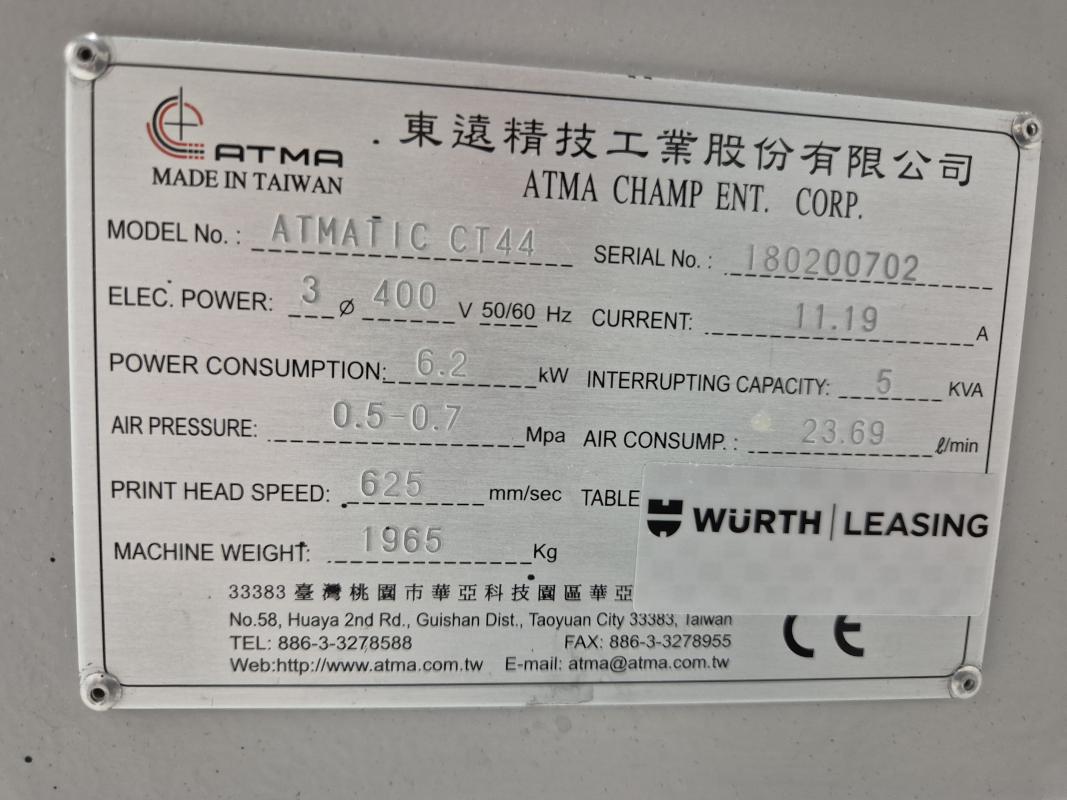 ATMA
MADE IN TAIWAN
東遠精技工業股份有限公司
ATMA CHAMP ENT. CORP.
MODEL No. : ATMATIC CT44 SERIAL No. : 180200702
ELEC. POWER: 3 Ø 400 V 50/60 Hz CURRENT: 11.19 A
POWER CONSUMPTION: 6.2 kW INTERRUPTING CAPACITY: 5 KVA
AIR PRESSURE: 0.5-0.7 Mpa AIR CONSUMP. : 23.69 ℓ/min
PRINT HEAD SPEED: 625 mm/sec TABLE
WÜRTH | LEASING
MACHINE WEIGHT: 1965 Kg
33383 臺灣桃園市華亞科技園區華亞
No.58, Huaya 2nd Rd., Guishan Dist., Taoyuan City 33383, Taiwan
TEL: 886-3-3278588 FAX: 886-3-3278955
Web:http://www.atma.com.tw E-mail: atma@atma.com.tw
CE